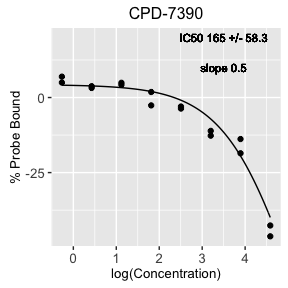 CPD-7390
IC50 165 +/- 58.3
slope 0.5
0
-25
% Probe Bound
0 1 2 3 4
log(Concentration)